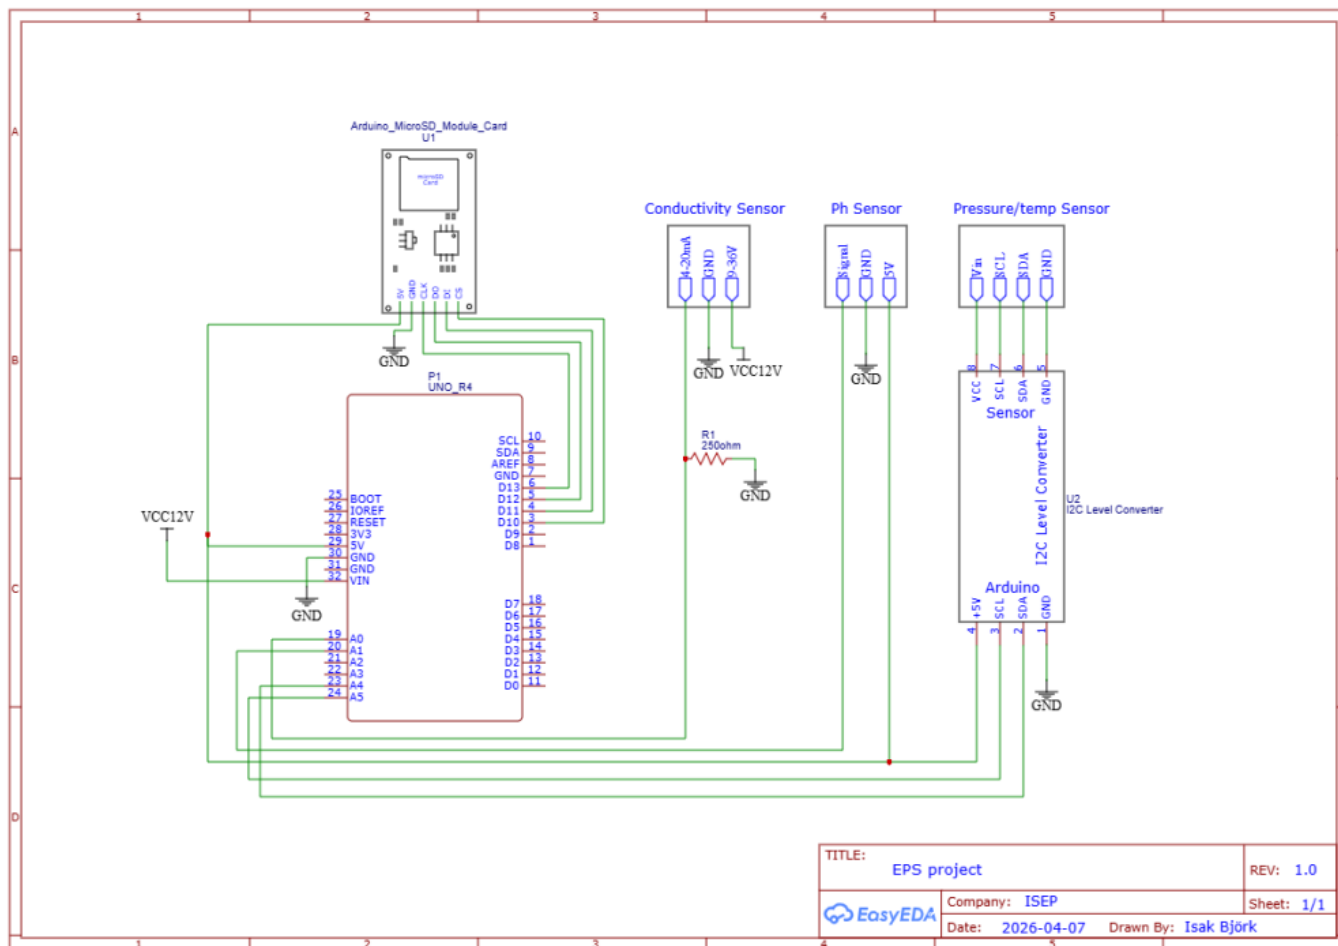 1 2 3 4 5
A
B
C
D
Arduino_MicroSD_Module_Card
U1
microSD
Card
5V GND CLK DO DI CS
GND
Conductivity Sensor
4-20mA GND 9-36V
GND VCC12V
Ph Sensor
Signal GND 5V
GND
Pressure/temp Sensor
Vin SCL SDA GND
8 7 6 5
VCC SCL SDA GND
Sensor
I2C Level Converter
U2
I2C Level Converter
Arduino
+5V SCL SDA GND
4 3 2 1
GND
R1
250ohm
GND
P1
UNO_R4
SCL 10
SDA 9
AREF 8
GND 7
D13 6
D12 5
D11 4
D10 3
D9 2
D8 1
D7 18
D6 17
D5 16
D4 15
D3 14
D2 13
D1 12
D0 11
25 BOOT
26 IOREF
27 RESET
28 3V3
29 5V
30 GND
31 GND
32 VIN
19 A0
20 A1
21 A2
22 A3
23 A4
24 A5
VCC12V
GND
TITLE:
EPS project
REV: 1.0
EasyEDA
Company: ISEP
Sheet: 1/1
Date: 2026-04-07 Drawn By: Isak Björk
1 2 3 4 5